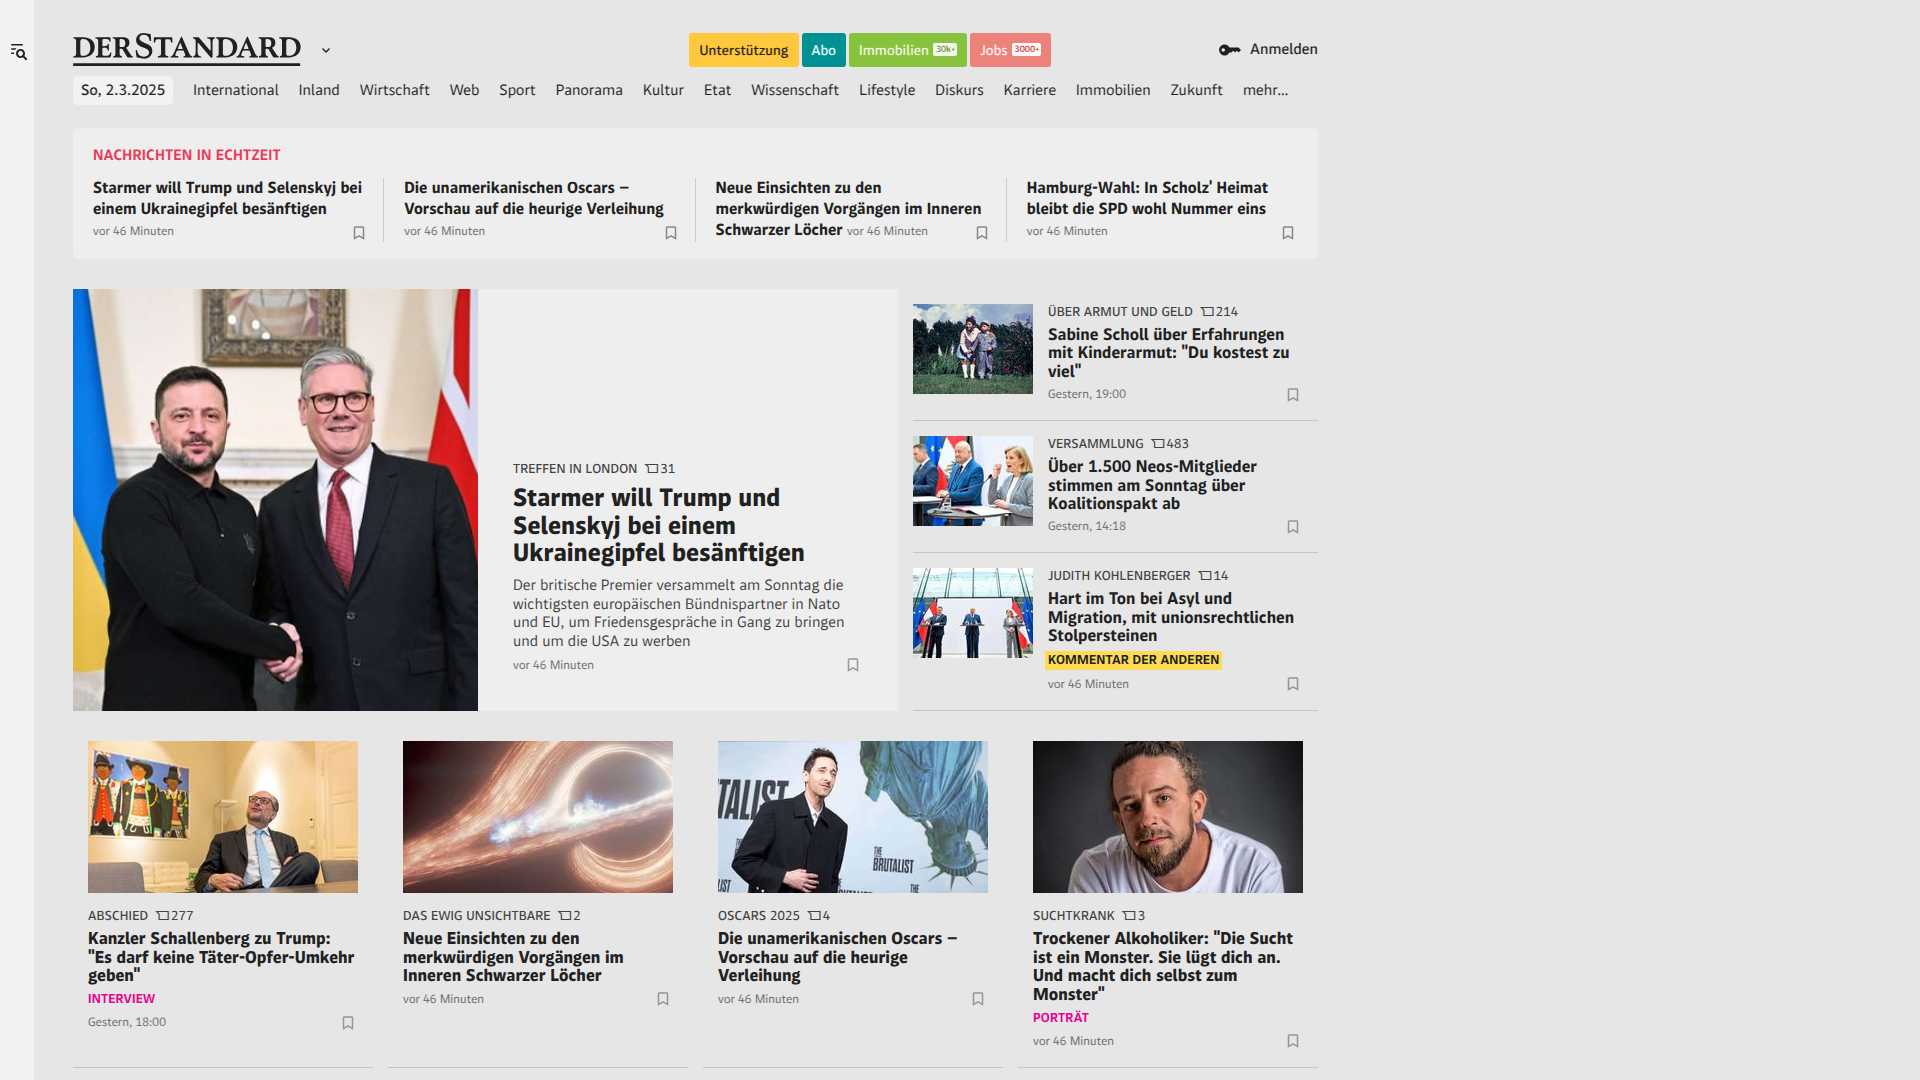 DERSTANDARD
Unterstützung
Abo
Immobilien 30k+
Jobs 3000+
Anmelden
So, 2.3.2025
International
Inland
Wirtschaft
Web
Sport
Panorama
Kultur
Etat
Wissenschaft
Lifestyle
Diskurs
Karriere
Immobilien
Zukunft
mehr...
NACHRICHTEN IN ECHTZEIT
Starmer will Trump und Selenskyj bei
einem Ukrainegipfel besänftigen
vor 46 Minuten
Die unamerikanischen Oscars –
Vorschau auf die heurige Verleihung
vor 46 Minuten
Neue Einsichten zu den
merkwürdigen Vorgängen im Inneren
Schwarzer Löcher vor 46 Minuten
Hamburg-Wahl: In Scholz' Heimat
bleibt die SPD wohl Nummer eins
vor 46 Minuten
TREFFEN IN LONDON 31
Starmer will Trump und
Selenskyj bei einem
Ukrainegipfel besänftigen
Der britische Premier versammelt am Sonntag die
wichtigsten europäischen Bündnispartner in Nato
und EU, um Friedensgespräche in Gang zu bringen
und um die USA zu werben
vor 46 Minuten
ÜBER ARMUT UND GELD 214
Sabine Scholl über Erfahrungen
mit Kinderarmut: "Du kostest zu
viel"
Gestern, 19:00
VERSAMMLUNG 483
Über 1.500 Neos-Mitglieder
stimmen am Sonntag über
Koalitionspakt ab
Gestern, 14:18
JUDITH KOHLENBERGER 14
Hart im Ton bei Asyl und
Migration, mit unionsrechtlichen
Stolpersteinen
KOMMENTAR DER ANDEREN
vor 46 Minuten
ABSCHIED 277
Kanzler Schallenberg zu Trump:
"Es darf keine Täter-Opfer-Umkehr
geben"
INTERVIEW
Gestern, 18:00
DAS EWIG UNSICHTBARE 2
Neue Einsichten zu den
merkwürdigen Vorgängen im
Inneren Schwarzer Löcher
vor 46 Minuten
TALIST
THE
BRUTALIST
THE
IST
OSCARS 2025 4
Die unamerikanischen Oscars –
Vorschau auf die heurige
Verleihung
vor 46 Minuten
SUCHTKRANK 3
Trockener Alkoholiker: "Die Sucht
ist ein Monster. Sie lügt dich an.
Und macht dich selbst zum
Monster"
PORTRÄT
vor 46 Minuten